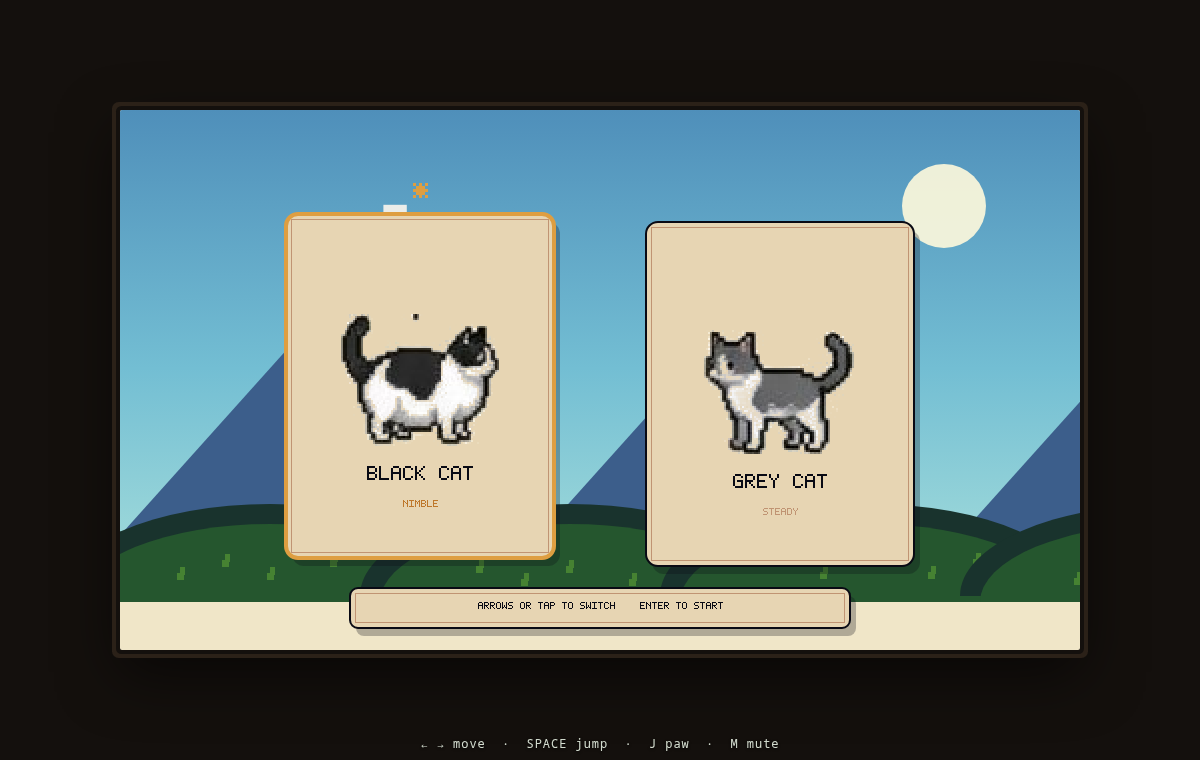 BLACK CAT
NIMBLE
GREY CAT
STEADY
ARROWS OR TAP TO SWITCH    ENTER TO START
← → move · SPACE jump · J paw · M mute